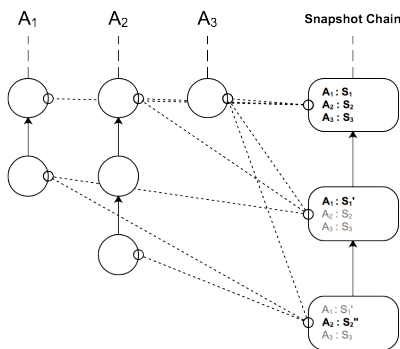 A₁ A₂ A₃ Snapshot Chain
A₁ : S₁
A₂ : S₂
A₃ : S₃
A₁ : S₁'
A₂ : S₂
A₃ : S₃
A₁ : S₁'
A₂ : S₂"
A₃ : S₃